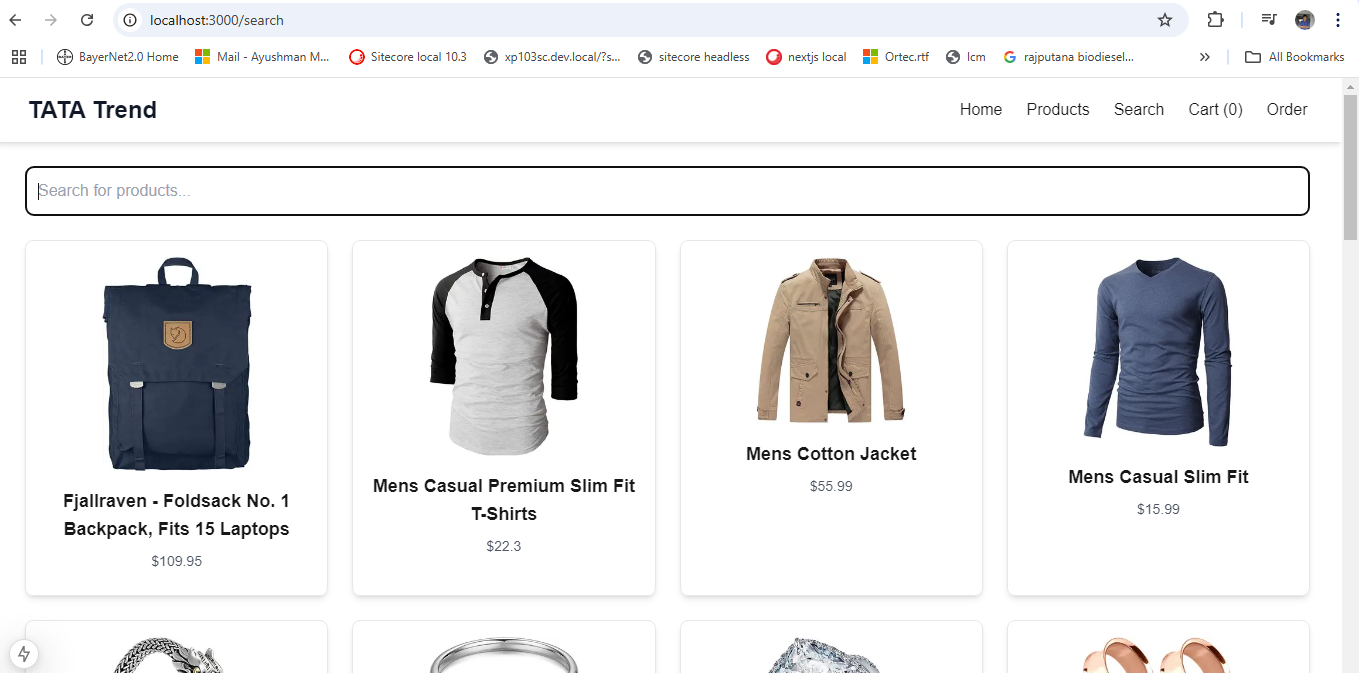 localhost:3000/search
BayerNet2.0 Home
Mail - Ayushman M...
Sitecore local 10.3
xp103sc.dev.local/?s...
sitecore headless
nextjs local
Ortec.rtf
lcm
rajputana biodiesel...
»
All Bookmarks
TATA Trend
Home
Products
Search
Cart (0)
Order
Search for products...
Fjallraven - Foldsack No. 1
Backpack, Fits 15 Laptops
$109.95
Mens Casual Premium Slim Fit
T-Shirts
$22.3
Mens Cotton Jacket
$55.99
Mens Casual Slim Fit
$15.99